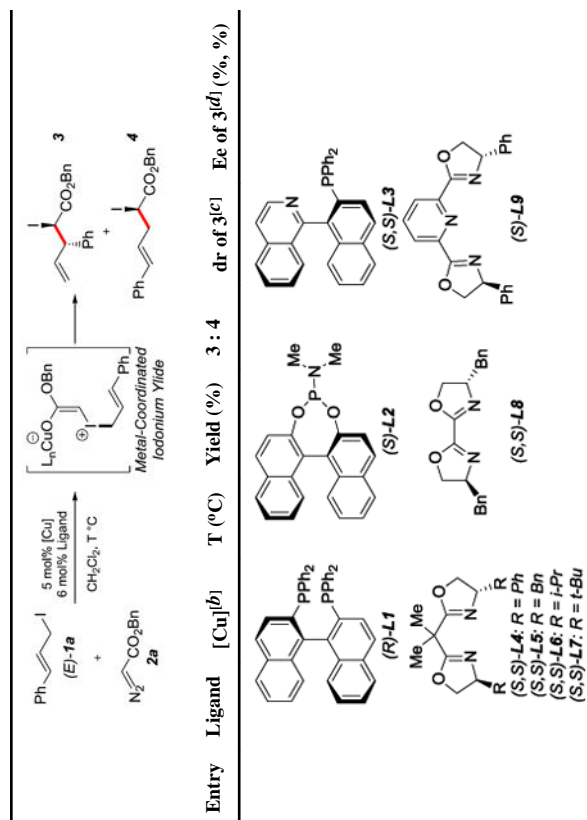 Ph
I
(E)-1a
+
N2
CO2Bn
2a
5 mol% [Cu]
6 mol% Ligand
CH2Cl2, T °C
LnCuO
⊖
OBn
I
⊕
Ph
Metal-Coordinated
Iodonium Ylide
I
CO2Bn
Ph
3
+
I
Ph
CO2Bn
4
Entry Ligand [Cu][b] T (°C) Yield (%) 3 : 4 dr of 3[c] Ee of 3[d] (%, %)
PPh2
PPh2
(R)-L1
O
P
O
N
Me
Me
(S)-L2
N
PPh2
(S,S)-L3
Me
Me
O
O
N
N
R
R
(S,S)-L4: R = Ph
(S,S)-L5: R = Bn
(S,S)-L6: R = i-Pr
(S,S)-L7: R = t-Bu
O
O
N
N
Bn
Bn
(S,S)-L8
O
N
N
N
O
Ph
Ph
(S)-L9